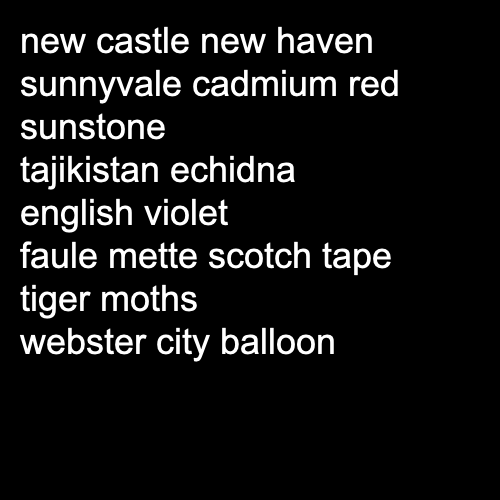 new castle new haven
sunnyvale cadmium red
sunstone
tajikistan echidna
english violet
faule mette scotch tape
tiger moths
webster city balloon